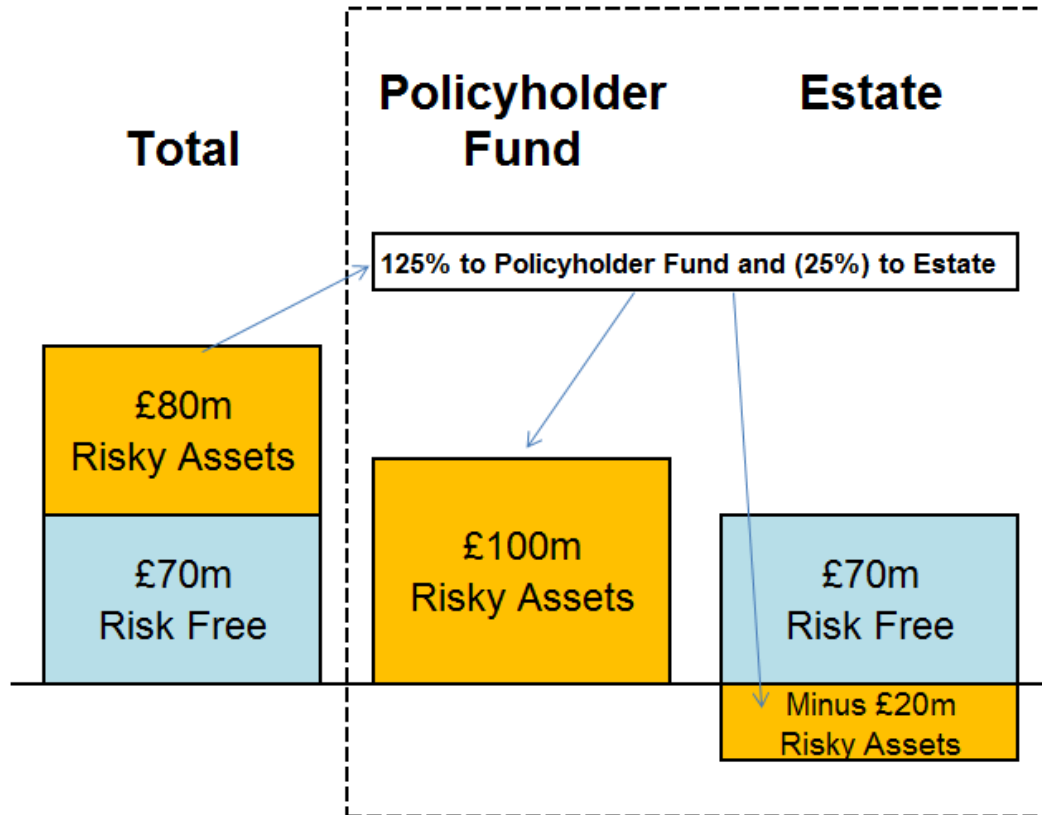 Total
Policyholder
Fund
Estate
125% to Policyholder Fund and (25%) to Estate
£80m
Risky Assets
£70m
Risk Free
£100m
Risky Assets
£70m
Risk Free
Minus £20m
Risky Assets